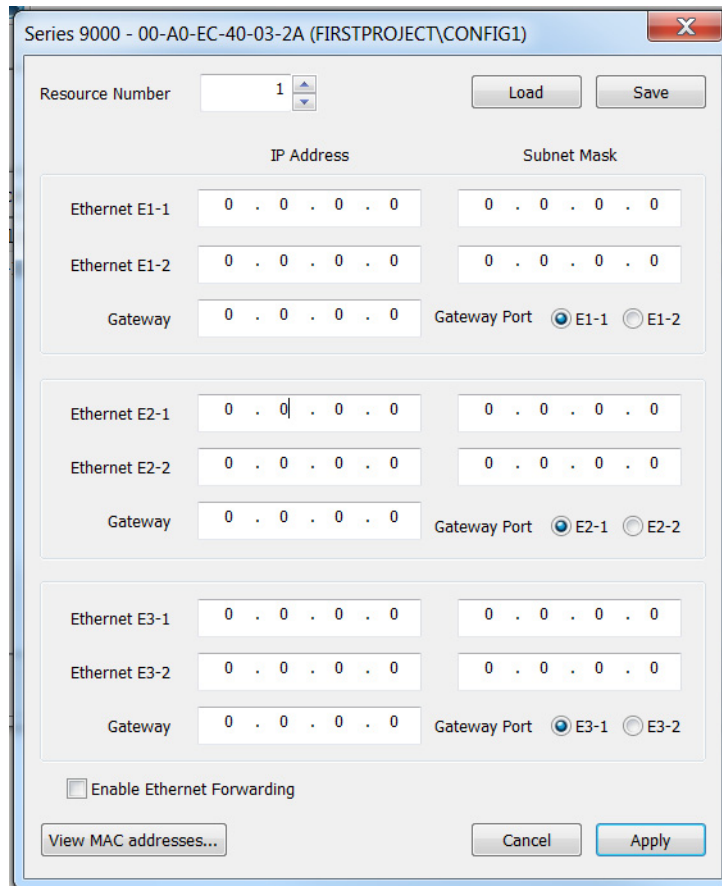 Series 9000 - 00-A0-EC-40-03-2A (FIRSTPROJECT\CONFIG1)
Resource Number 1 Load Save
IP Address Subnet Mask
Ethernet E1-1 0 . 0 . 0 . 0 0 . 0 . 0 . 0
Ethernet E1-2 0 . 0 . 0 . 0 0 . 0 . 0 . 0
Gateway 0 . 0 . 0 . 0 Gateway Port E1-1 E1-2
Ethernet E2-1 0 . 0 . 0 . 0 0 . 0 . 0 . 0
Ethernet E2-2 0 . 0 . 0 . 0 0 . 0 . 0 . 0
Gateway 0 . 0 . 0 . 0 Gateway Port E2-1 E2-2
Ethernet E3-1 0 . 0 . 0 . 0 0 . 0 . 0 . 0
Ethernet E3-2 0 . 0 . 0 . 0 0 . 0 . 0 . 0
Gateway 0 . 0 . 0 . 0 Gateway Port E3-1 E3-2
Enable Ethernet Forwarding
View MAC addresses... Cancel Apply